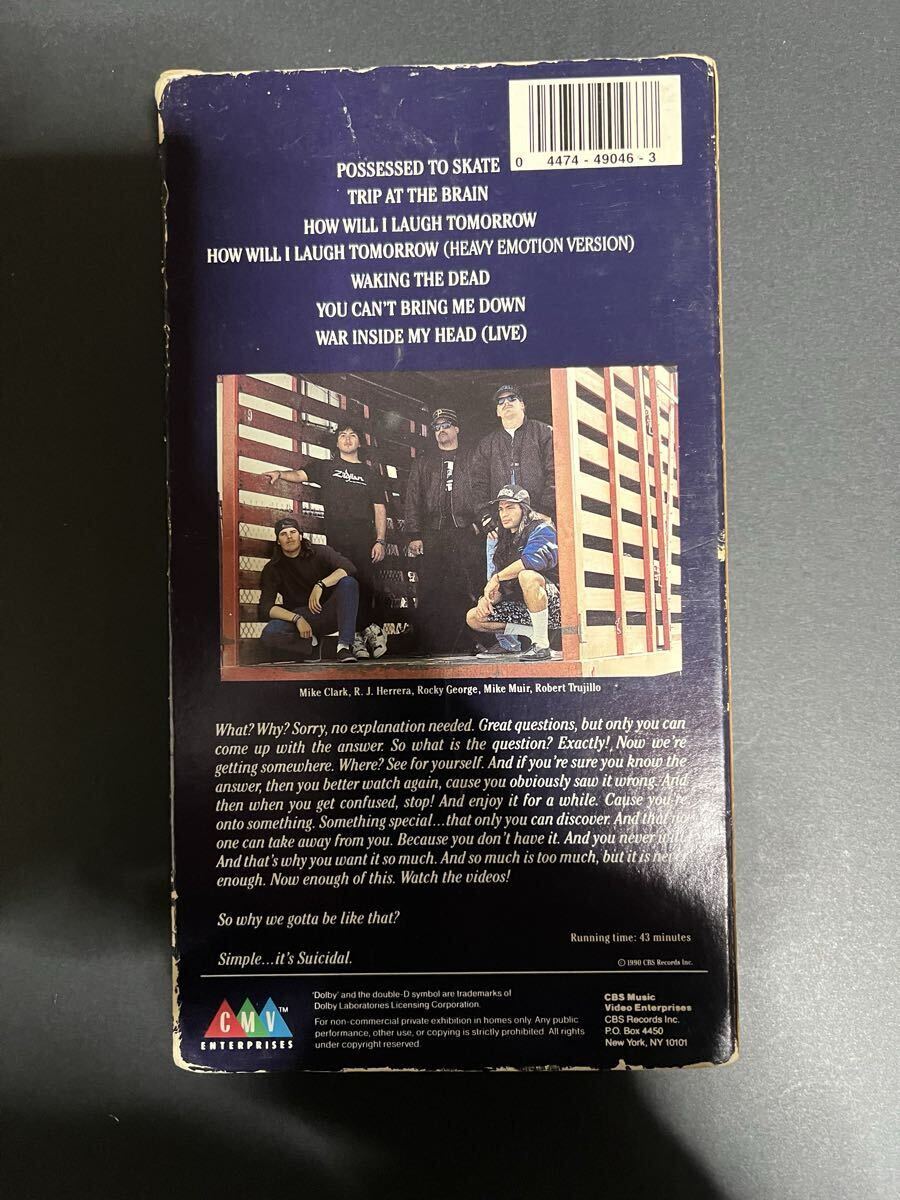 0 4474 - 49046 - 3
POSSESSED TO SKATE
TRIP AT THE BRAIN
HOW WILL I LAUGH TOMORROW
HOW WILL I LAUGH TOMORROW (HEAVY EMOTION VERSION)
WAKING THE DEAD
YOU CAN'T BRING ME DOWN
WAR INSIDE MY HEAD (LIVE)
Zildjian
Mike Clark, R. J. Herrera, Rocky George, Mike Muir, Robert Trujillo
What? Why? Sorry, no explanation needed. Great questions, but only you can
come up with the answer. So what is the question? Exactly! Now we're
getting somewhere. Where? See for yourself. And if you're sure you know the
answer, then you better watch again, cause you obviously saw it wrong. And
then when you get confused, stop! And enjoy it for a while. Cause you're
onto something. Something special...that only you can discover. And that no
one can take away from you. Because you don't have it. And you never
And that's why you want it so much. And so much is too much, but it is never
enough. Now enough of this. Watch the videos!
So why we gotta be like that?
Simple...it's Suicidal.
Running time: 43 minutes
© 1990 CBS Records Inc.
CMV™
ENTERPRISES
'Dolby' and the double-D symbol are trademarks of
Dolby Laboratories Licensing Corporation.
For non-commercial private exhibition in homes only. Any public
performance, other use, or copying is strictly prohibited. All rights
under copyright reserved.
CBS Music
Video Enterprises
CBS Records Inc.
P.O. Box 4450
New York, NY 10101